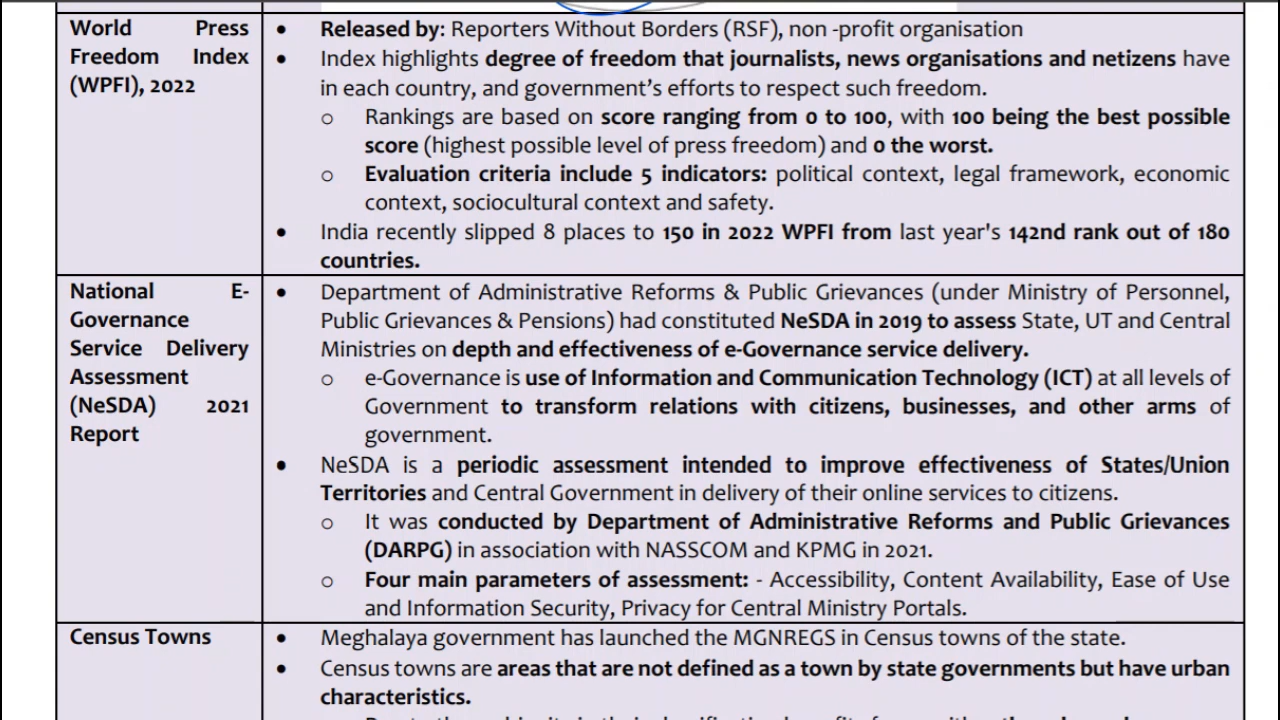 World Press
Freedom Index
(WPFI), 2022
• Released by: Reporters Without Borders (RSF), non -profit organisation
• Index highlights degree of freedom that journalists, news organisations and netizens have
in each country, and government's efforts to respect such freedom.
o Rankings are based on score ranging from 0 to 100, with 100 being the best possible
score (highest possible level of press freedom) and 0 the worst.
o Evaluation criteria include 5 indicators: political context, legal framework, economic
context, sociocultural context and safety.
• India recently slipped 8 places to 150 in 2022 WPFI from last year's 142nd rank out of 180
countries.
National E-
Governance
Service Delivery
Assessment
(NeSDA) 2021
Report
• Department of Administrative Reforms & Public Grievances (under Ministry of Personnel,
Public Grievances & Pensions) had constituted NeSDA in 2019 to assess State, UT and Central
Ministries on depth and effectiveness of e-Governance service delivery.
o e-Governance is use of Information and Communication Technology (ICT) at all levels of
Government to transform relations with citizens, businesses, and other arms of
government.
• NeSDA is a periodic assessment intended to improve effectiveness of States/Union
Territories and Central Government in delivery of their online services to citizens.
o It was conducted by Department of Administrative Reforms and Public Grievances
(DARPG) in association with NASSCOM and KPMG in 2021.
o Four main parameters of assessment: - Accessibility, Content Availability, Ease of Use
and Information Security, Privacy for Central Ministry Portals.
Census Towns
• Meghalaya government has launched the MGNREGS in Census towns of the state.
• Census towns are areas that are not defined as a town by state governments but have urban
characteristics.